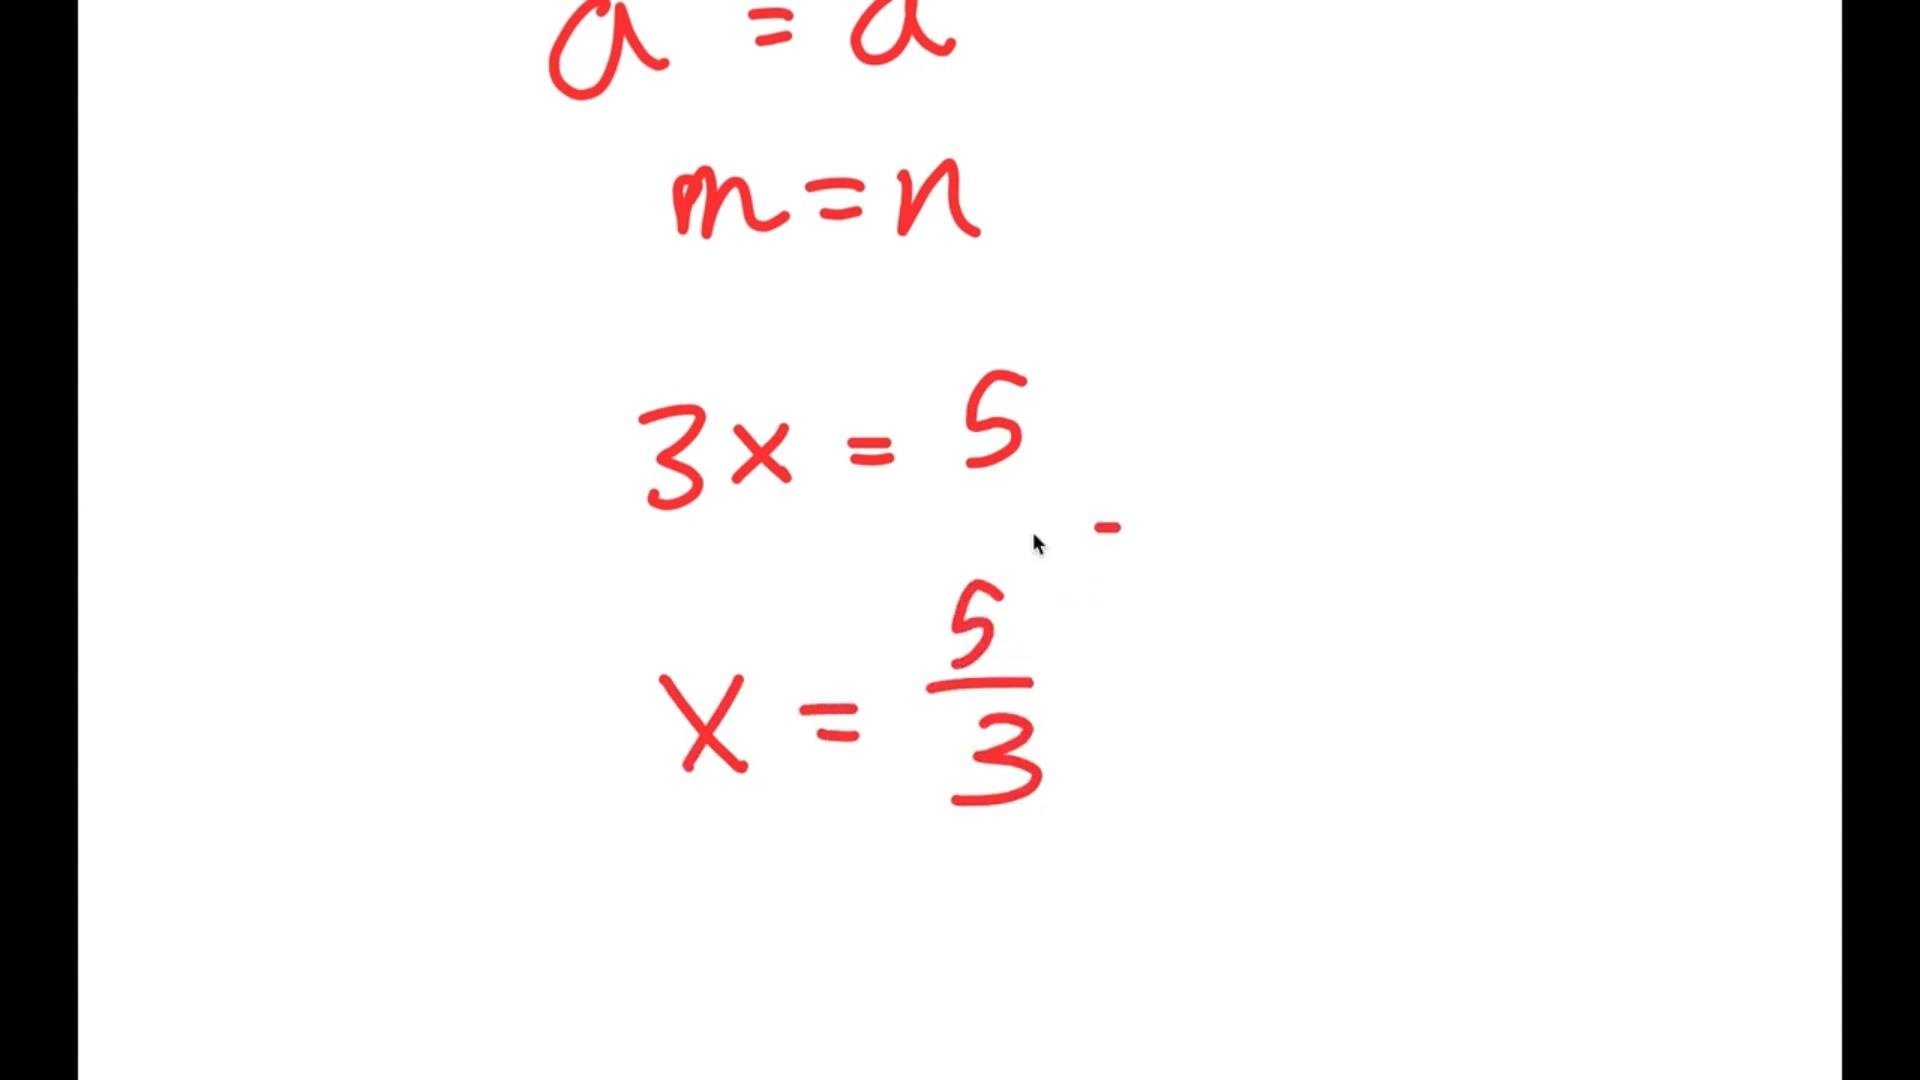 a = a
m = n
3x = 5
-
x = 5/3